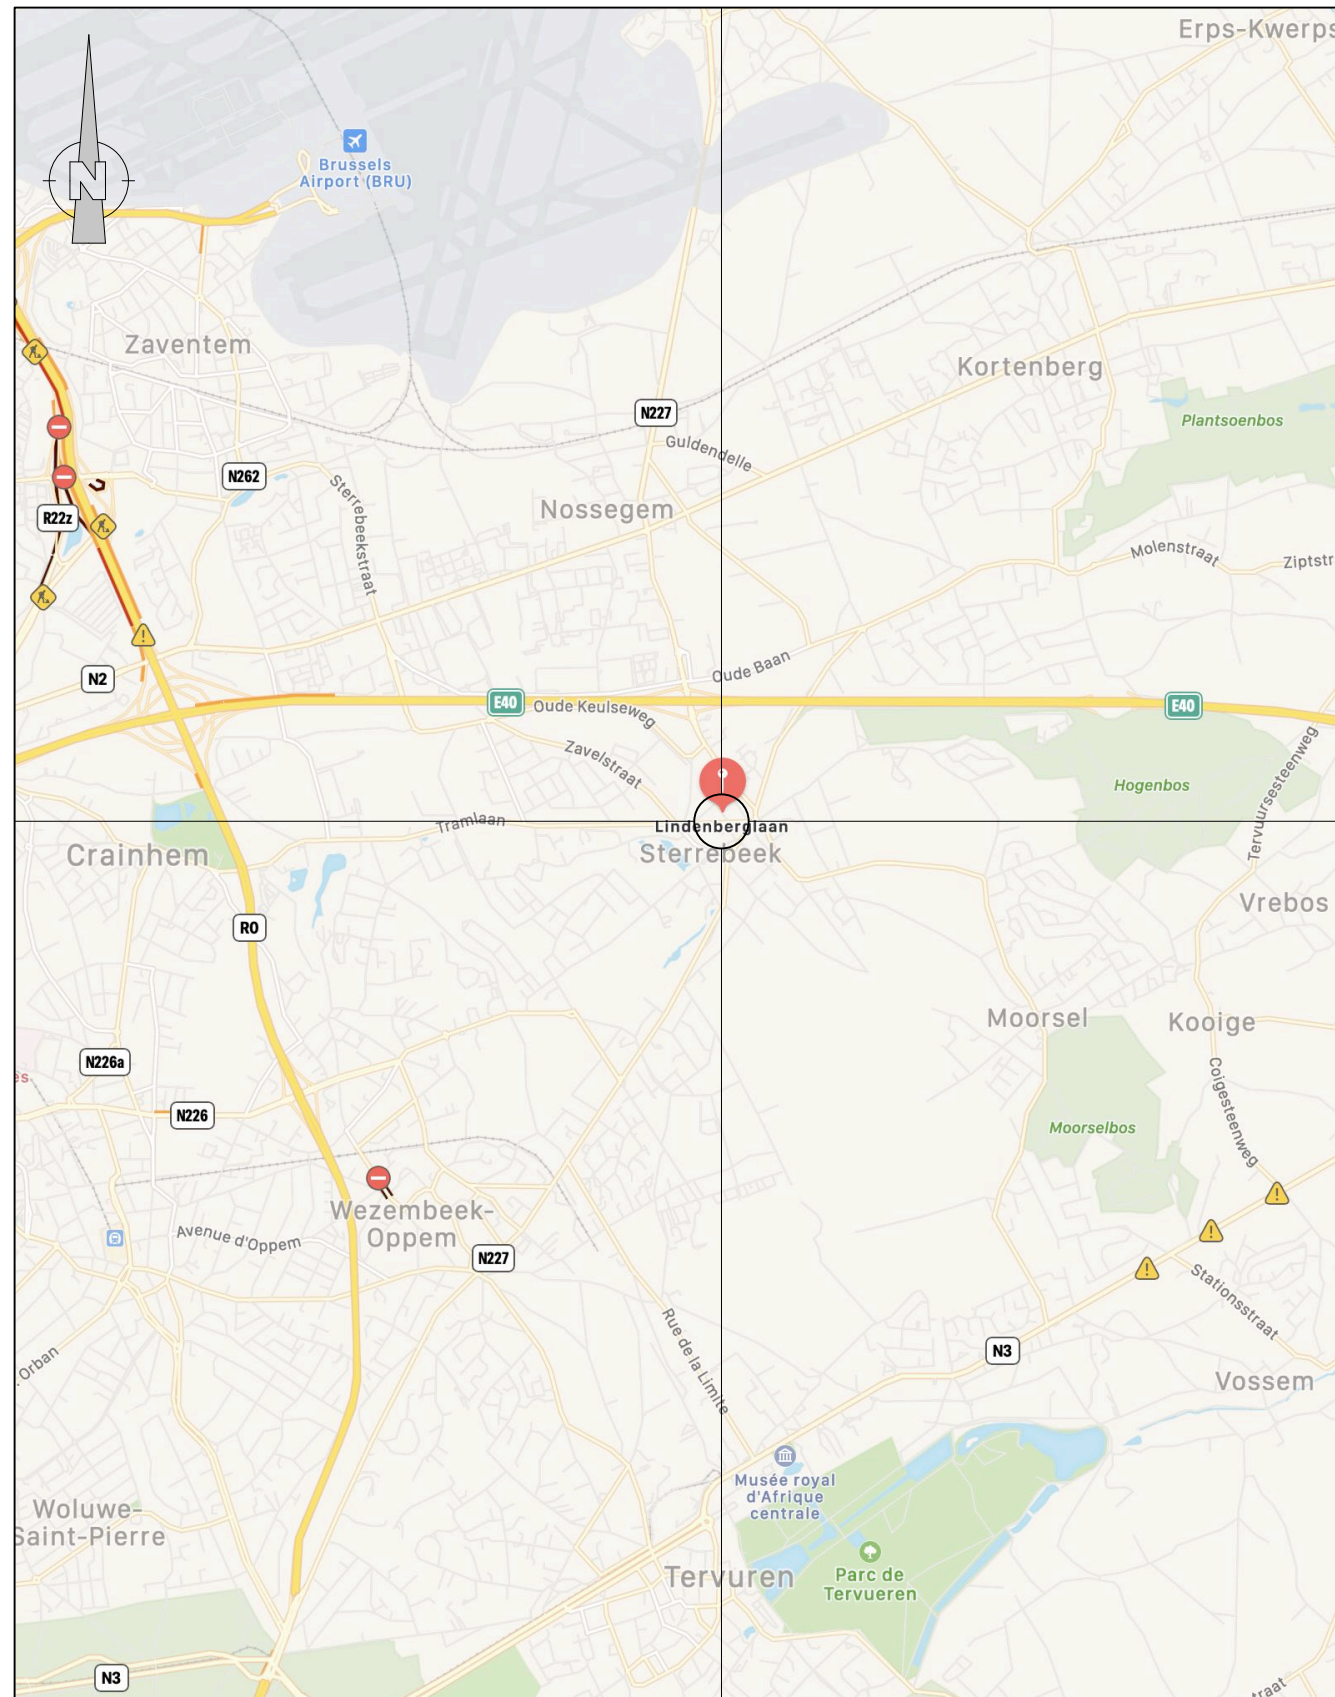 Erps-Kwerps
Brussels
Airport (BRU)
N
Zaventem
Kortenberg
N227
Plantsoenbos
Guldendelle
N262
Sterrebeekstraat
Nossegem
R22z
Molenstraat
Ziptstr
Oude Baan
N2
E40
Oude Keulseweg
E40
Zavelstraat
Tervuursesteenweg
Hogenbos
Tramlaan
Lindenberglaan
Sterrebeek
Crainhem
Vrebos
R0
Moorsel
Kooige
N226a
es
N226
Coigesteenweg
Moorselbos
Wezembeek-
Oppem
Avenue d'Oppem
N227
Stationsstraat
Rue de la Limite
N3
Orban
Vossem
Musée royal
d'Afrique
centrale
Woluwe-
Saint-Pierre
Tervuren
Parc de
Tervueren
N3
traat